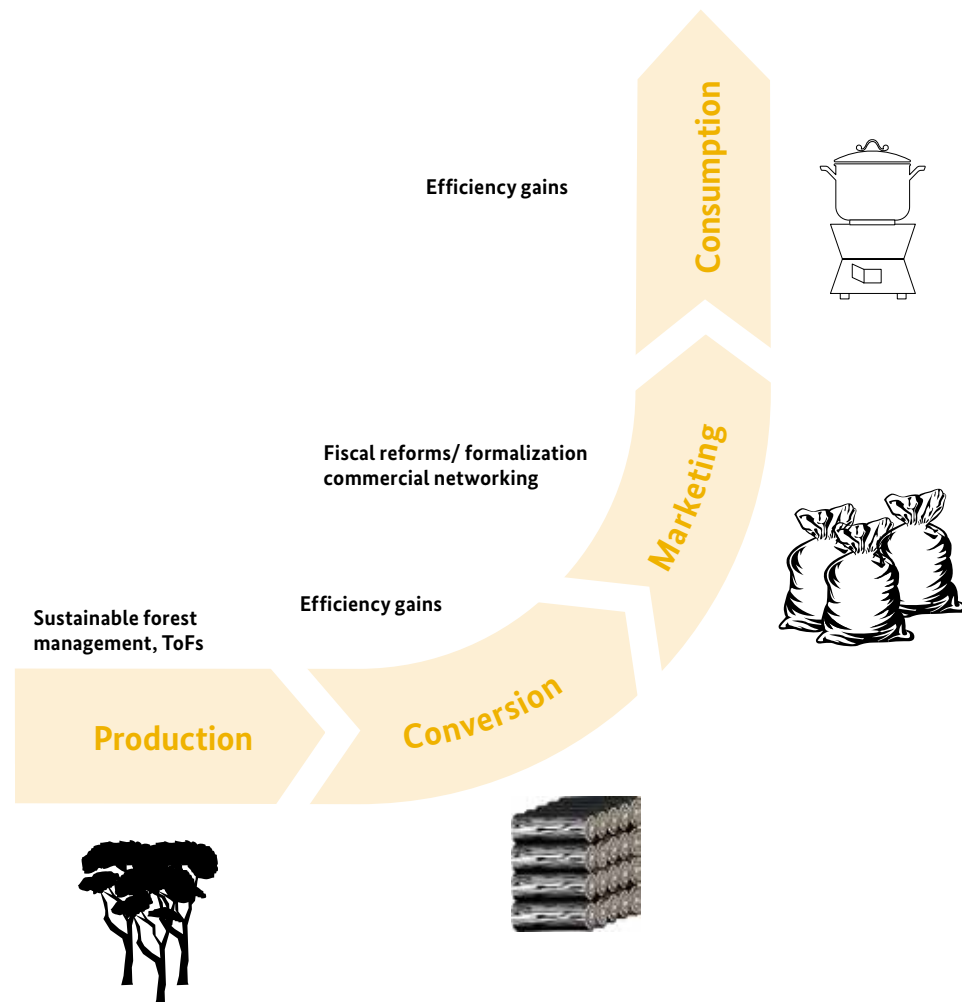 Consumption
Efficiency gains
Fiscal reforms/ formalization
commercial networking
Marketing
Efficiency gains
Sustainable forest
management, ToFs
Conversion
Production